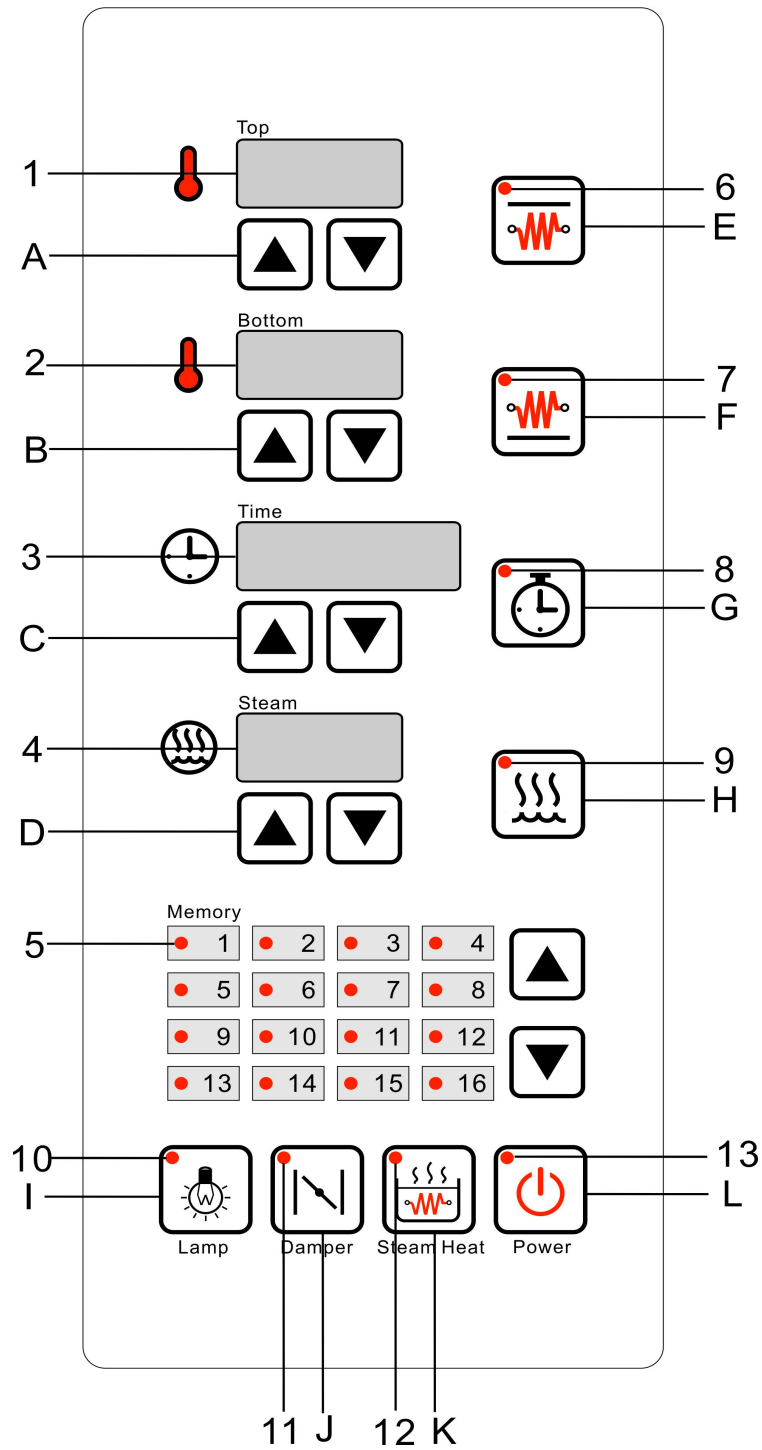 Top
1
6
A
E
Bottom
2
7
B
F
Time
3
8
C
G
Steam
4
9
D
H
Memory
5
1 2 3 4
5 6 7 8
9 10 11 12
13 14 15 16
10
13
I
L
Lamp Damper Steam Heat Power
11 J 12 K